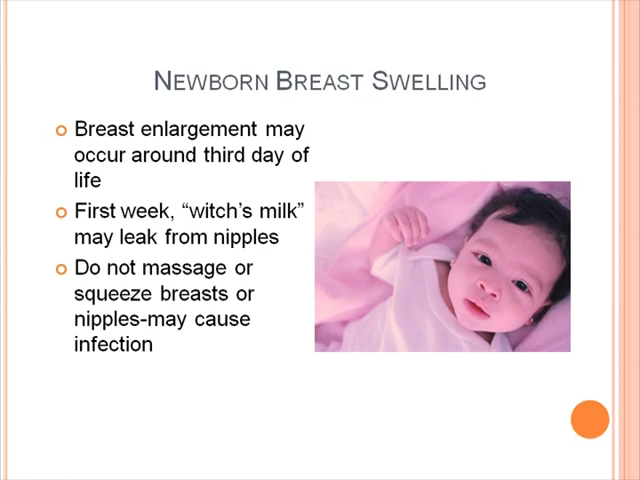 NEWBORN BREAST SWELLING
Breast enlargement may
occur around third day of
life
First week, “witch’s milk”
may leak from nipples
Do not massage or
squeeze breasts or
nipples-may cause
infection